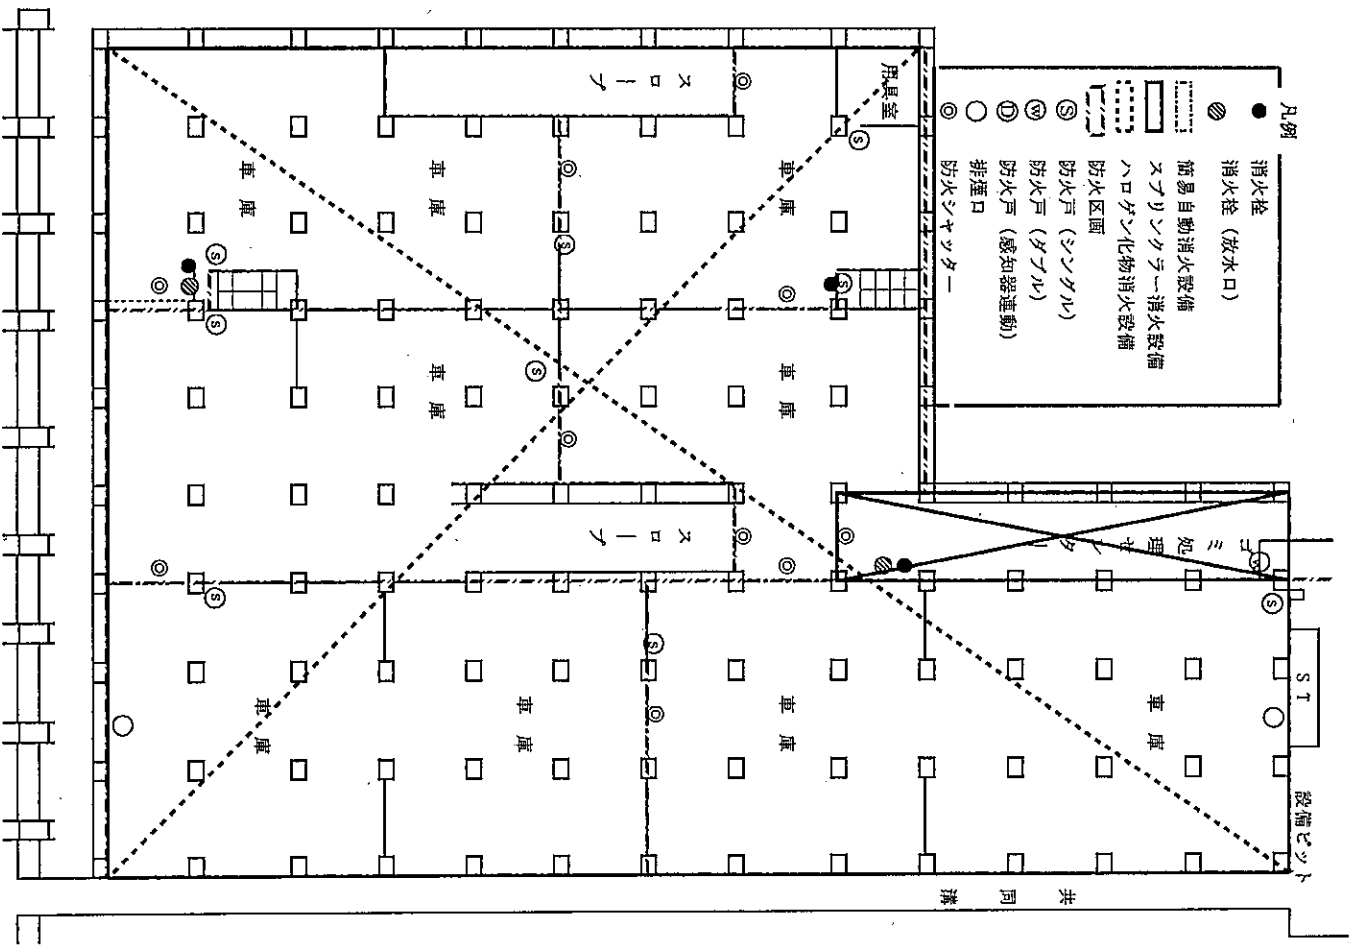 凡例
消火栓
消火栓（放水口）
簡易自動消火設備
スプリンクラー消火設備
ハロゲン化物消火設備
防火区画
Ⓢ 防火戸（シングル）
Ⓦ 防火戸（ダブル）
Ⓓ 防火戸（感知器連動）
排煙口
防火シャッター
用具室
スロープ
車庫
車庫
車庫
S
S
S
S
S
車庫
車庫
S
スロープ
ゴミ処理センター
W
S
S
S
ST
車庫
車庫
車庫
車庫
設備ピット
共同溝